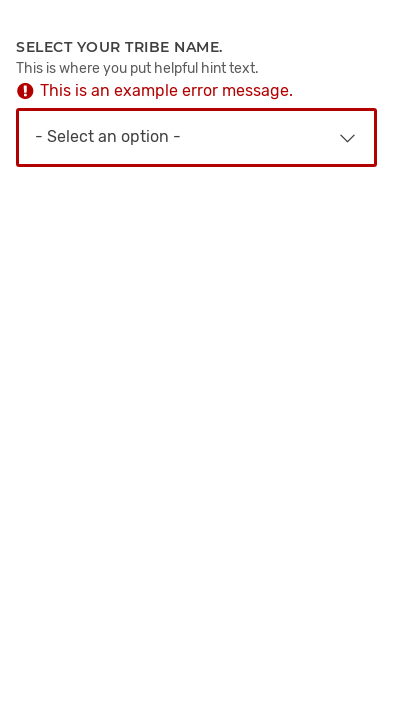 SELECT YOUR TRIBE NAME.
This is where you put helpful hint text.
This is an example error message.
- Select an option -